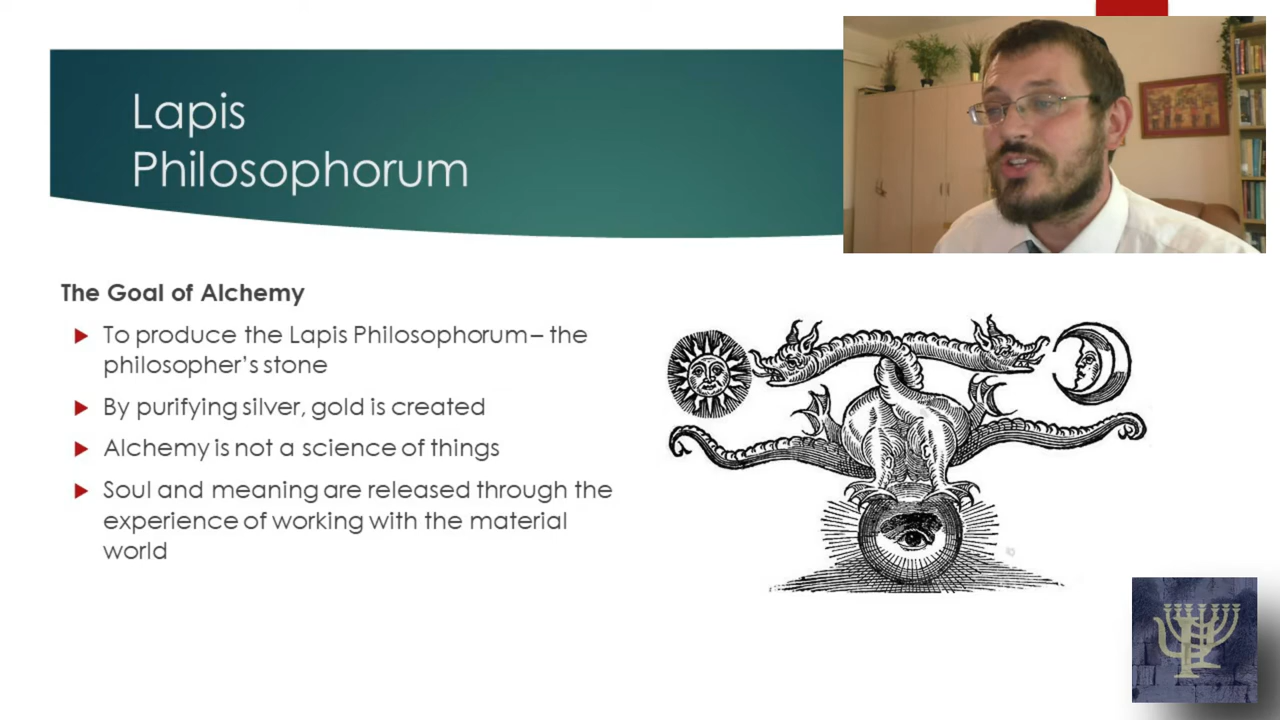 Lapis
Philosophorum
The Goal of Alchemy
To produce the Lapis Philosophorum – the
philosopher’s stone
By purifying silver, gold is created
Alchemy is not a science of things
Soul and meaning are released through the
experience of working with the material
world